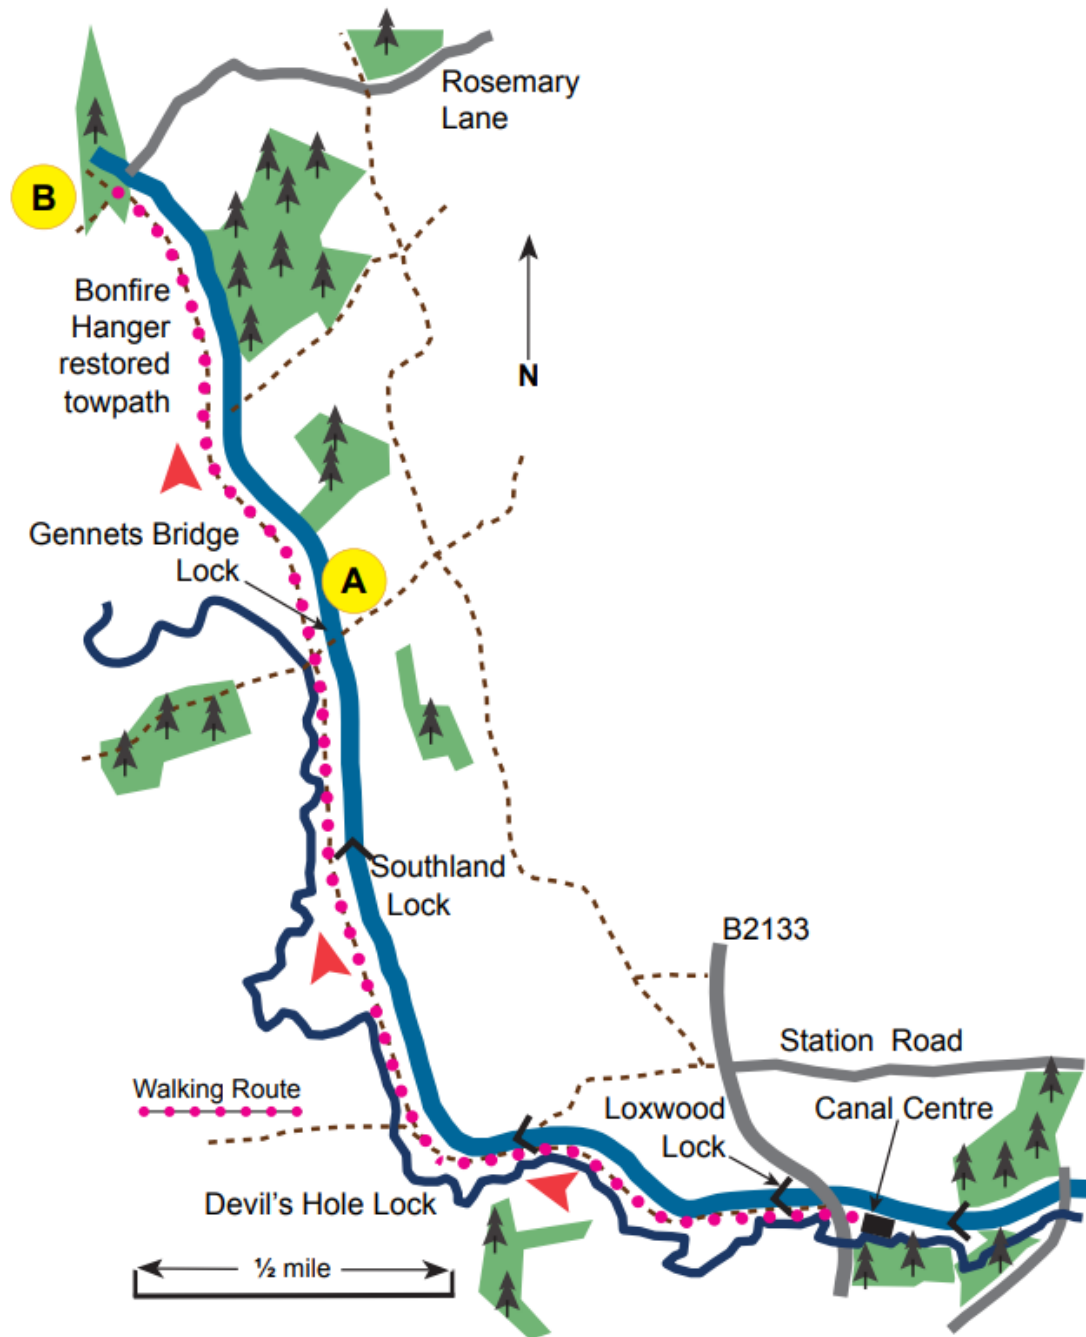 Rosemary
Lane
B
Bonfire
Hanger
restored
towpath
N
Gennets Bridge
Lock
A
Southland
Lock
B2133
Station Road
Walking Route
Loxwood
Lock
Canal Centre
Devil's Hole Lock
½ mile